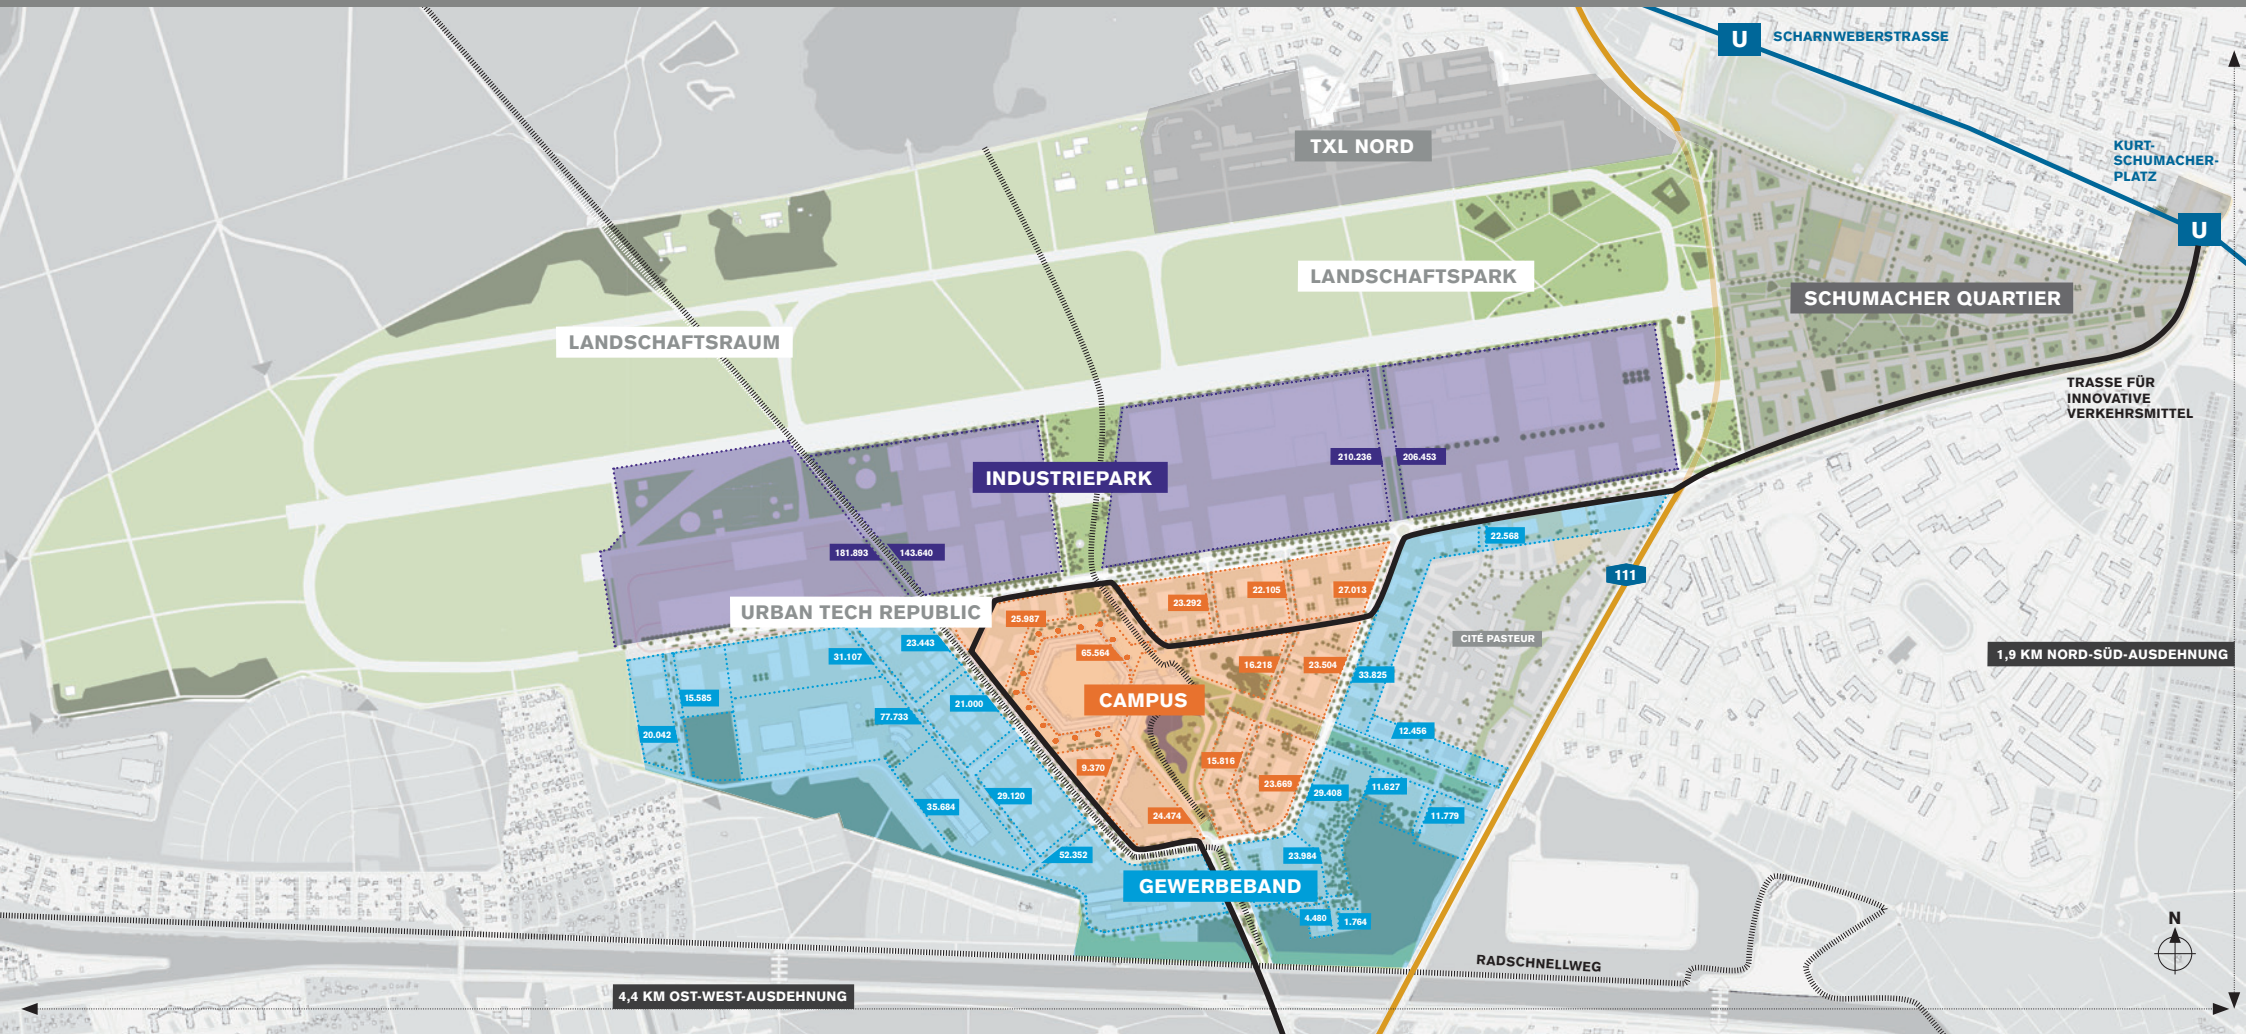 U
SCHARNWEBERSTRASSE
TXL NORD
KURT-
SCHUMACHER-
PLATZ
U
LANDSCHAFTSPARK
SCHUMACHER QUARTIER
LANDSCHAFTSRAUM
TRASSE FÜR
INNOVATIVE
VERKEHRSMITTEL
INDUSTRIEPARK
210.236
206.453
181.893
143.640
22.568
111
URBAN TECH REPUBLIC
25.987
23.292
22.105
27.013
CITÉ PASTEUR
1,9 KM NORD-SÜD-AUSDEHNUNG
31.107
23.443
65.564
16.218
23.504
33.825
15.585
21.000
CAMPUS
20.042
77.733
12.456
9.370
15.816
23.669
29.408
11.627
35.684
29.120
24.474
11.779
52.352
23.984
GEWERBEBAND
4.480
1.764
N
RADSCHNELLWEG
4,4 KM OST-WEST-AUSDEHNUNG